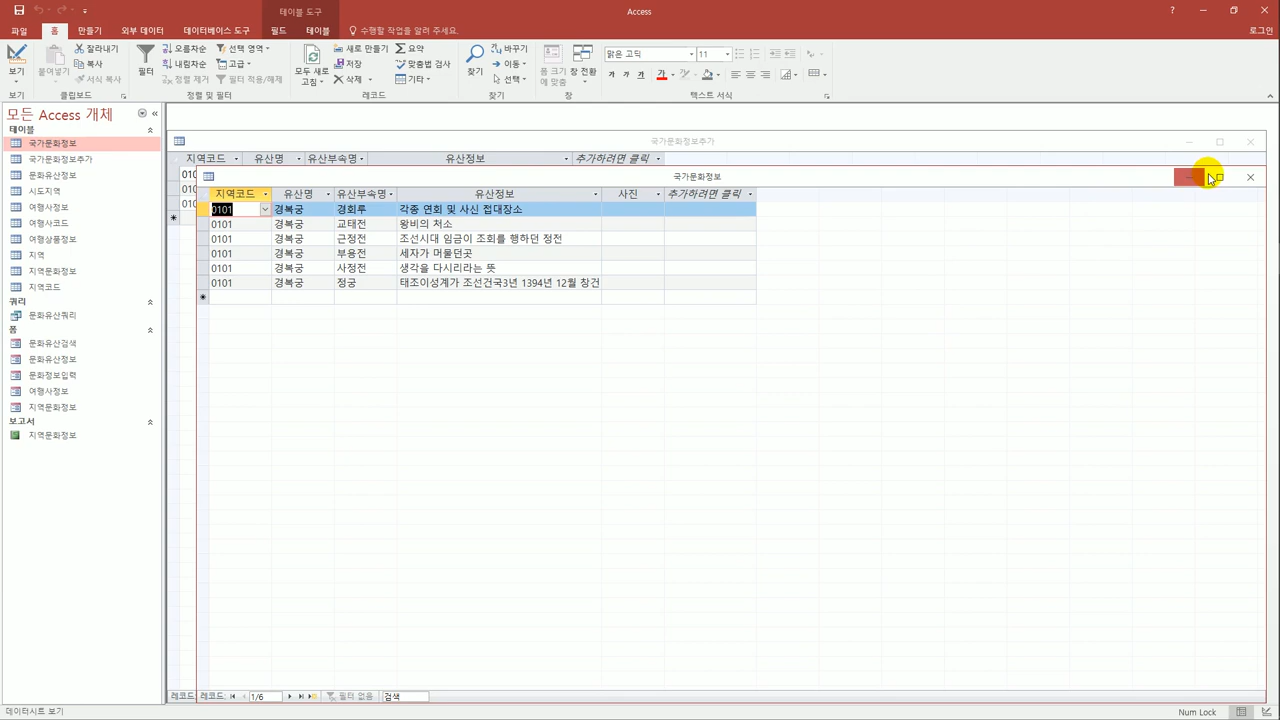 테이블 도구
Access
파일 홈 만들기 외부 데이터 데이터베이스 도구 필드 테이블 수행할 작업을 알려 주세요. 로그인
보기
붙여넣기
잘라내기
복사
서식 복사
필터
오름차순
내림차순
정렬 제거
선택 영역
고급
필터 적용/해제
모두 새로
고침
새로 만들기
저장
삭제
요약
맞춤법 검사
기타
찾기
바꾸기
이동
선택
폼 크기
에 맞춤
창 전환
맑은 고딕 11
가 가 가 가
보기 클립보드 정렬 및 필터 레코드 찾기 창 텍스트 서식
모든 Access 개체
테이블
국가문화정보
국가문화정보추가
문화유산정보
시도지역
여행사정보
여행사코드
여행상품정보
지역
지역문화정보
지역코드
쿼리
문화유산쿼리
폼
문화유산검색
문화유산정보
문화정보입력
여행사정보
지역문화정보
보고서
지역문화정보
국가문화정보추가
지역코드 유산명 유산부속명 유산정보 추가하려면 클릭
010
010
010
국가문화정보
지역코드 유산명 유산부속명 유산정보 사진 추가하려면 클릭
0101 경복궁 경회루 각종 연회 및 사신 접대장소
0101 경복궁 교태전 왕비의 처소
0101 경복궁 근정전 조선시대 임금이 조회를 행하던 정전
0101 경복궁 부용전 세자가 머물던곳
0101 경복궁 사정전 생각을 다시리라는 뜻
0101 경복궁 정궁 태조이성계가 조선건국3년 1394년 12월 창건
레코드 레코드: 1/6 필터 없음 검색
데이터시트 보기 Num Lock